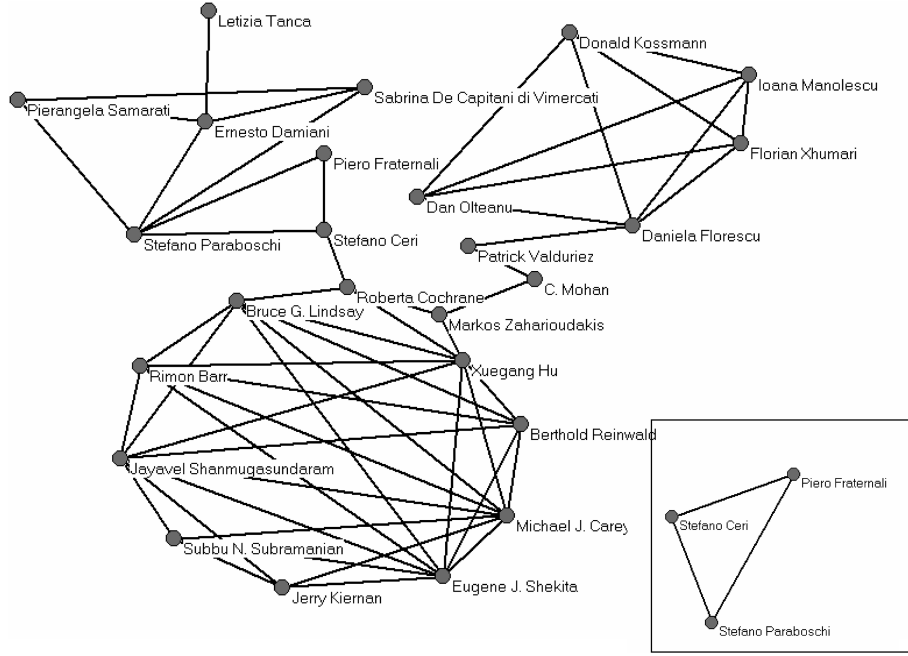 Letizia Tanca
Donald Kossmann
Ioana Manolescu
Sabrina De Capitani di Vimercati
Pierangela Samarati
Ernesto Damiani
Florian Xhumari
Piero Fraternali
Dan Olteanu
Daniela Florescu
Stefano Paraboschi
Stefano Ceri
Patrick Valduriez
C. Mohan
Roberta Cochrane
Bruce G. Lindsay
Markos Zaharioudakis
Xuegang Hu
Rimon Barr
Berthold Reinwald
Jayavel Shanmugasundaram
Michael J. Carey
Subbu N. Subramanian
Eugene J. Shekita
Jerry Kiernan
Piero Fraternali
Stefano Ceri
Stefano Paraboschi